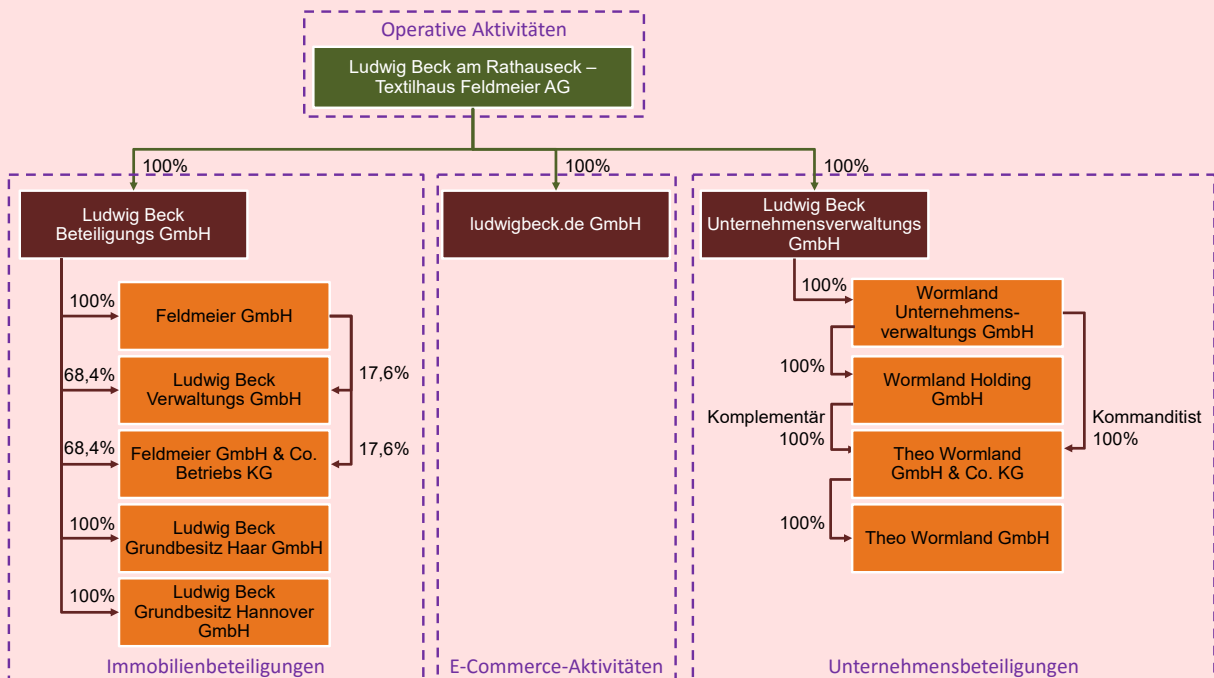 Operative Aktivitäten
Ludwig Beck am Rathauseck –
Textilhaus Feldmeier AG
100%
100%
100%
Ludwig Beck
Beteiligungs GmbH
ludwigbeck.de GmbH
Ludwig Beck
Unternehmensverwaltungs
GmbH
100%
Feldmeier GmbH
68,4%
Ludwig Beck
Verwaltungs GmbH
17,6%
68,4%
Feldmeier GmbH & Co.
Betriebs KG
17,6%
100%
Ludwig Beck
Grundbesitz Haar GmbH
100%
Ludwig Beck
Grundbesitz Hannover
GmbH
100%
Wormland
Unternehmens-
verwaltungs GmbH
100%
Wormland Holding
GmbH
Komplementär
100%
Kommanditist
100%
Theo Wormland
GmbH & Co. KG
100%
Theo Wormland GmbH
Immobilienbeteiligungen
E-Commerce-Aktivitäten
Unternehmensbeteiligungen